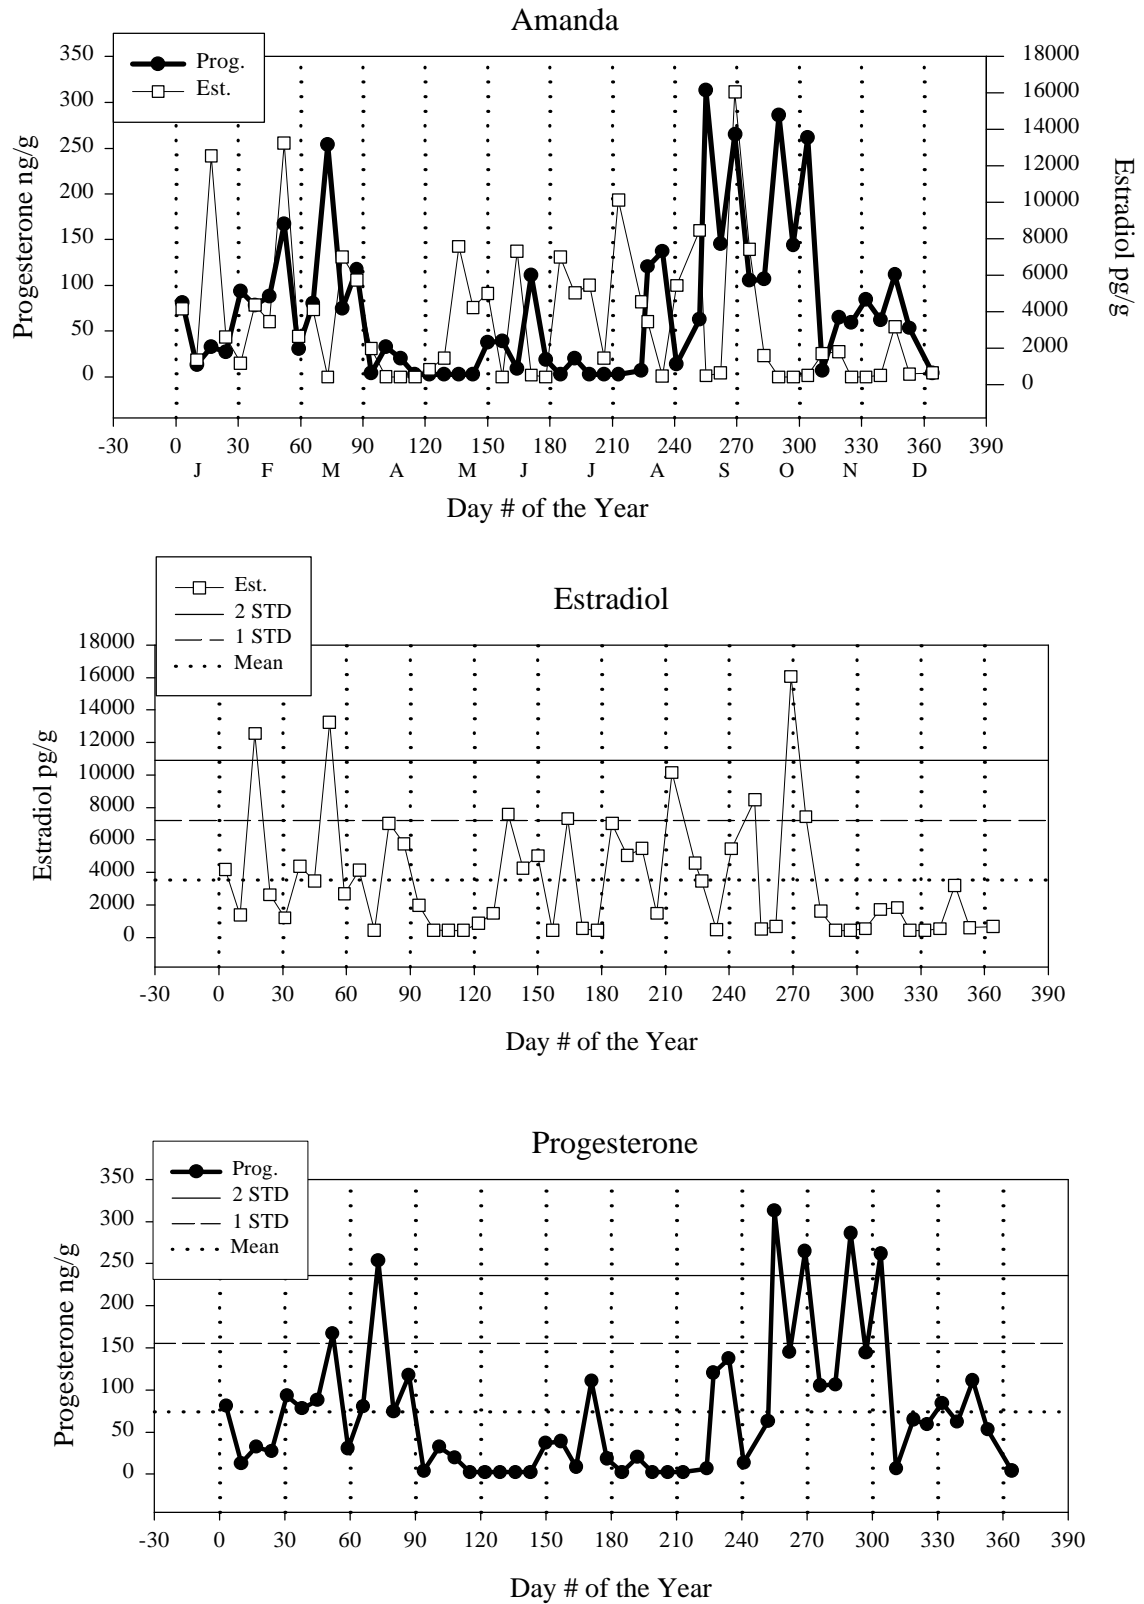 Amanda
Prog.
Est.
350
300
250
200
150
100
50
0
Progesterone ng/g
18000
16000
14000
12000
10000
8000
6000
4000
2000
0
Estradiol pg/g
-30 0 30 60 90 120 150 180 210 240 270 300 330 360 390
J F M A M J J A S O N D
Day # of the Year
Est.
2 STD
1 STD
Mean
Estradiol
18000
16000
14000
12000
10000
8000
6000
4000
2000
0
Estradiol pg/g
-30 0 30 60 90 120 150 180 210 240 270 300 330 360 390
Day # of the Year
Progesterone
Prog.
2 STD
1 STD
Mean
350
300
250
200
150
100
50
0
Progesterone ng/g
-30 0 30 60 90 120 150 180 210 240 270 300 330 360 390
Day # of the Year